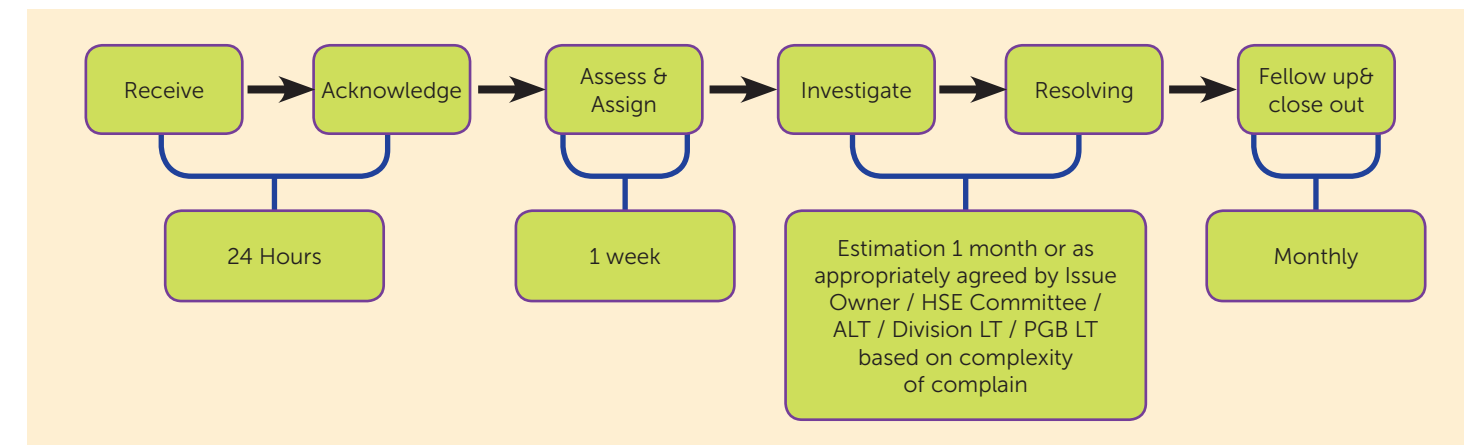 Receive
Acknowledge
Assess &
Assign
Investigate
Resolving
Fellow up&
close out
24 Hours
1 week
Estimation 1 month or as
appropriately agreed by Issue
Owner / HSE Committee /
ALT / Division LT / PGB LT
based on complexity
of complain
Monthly